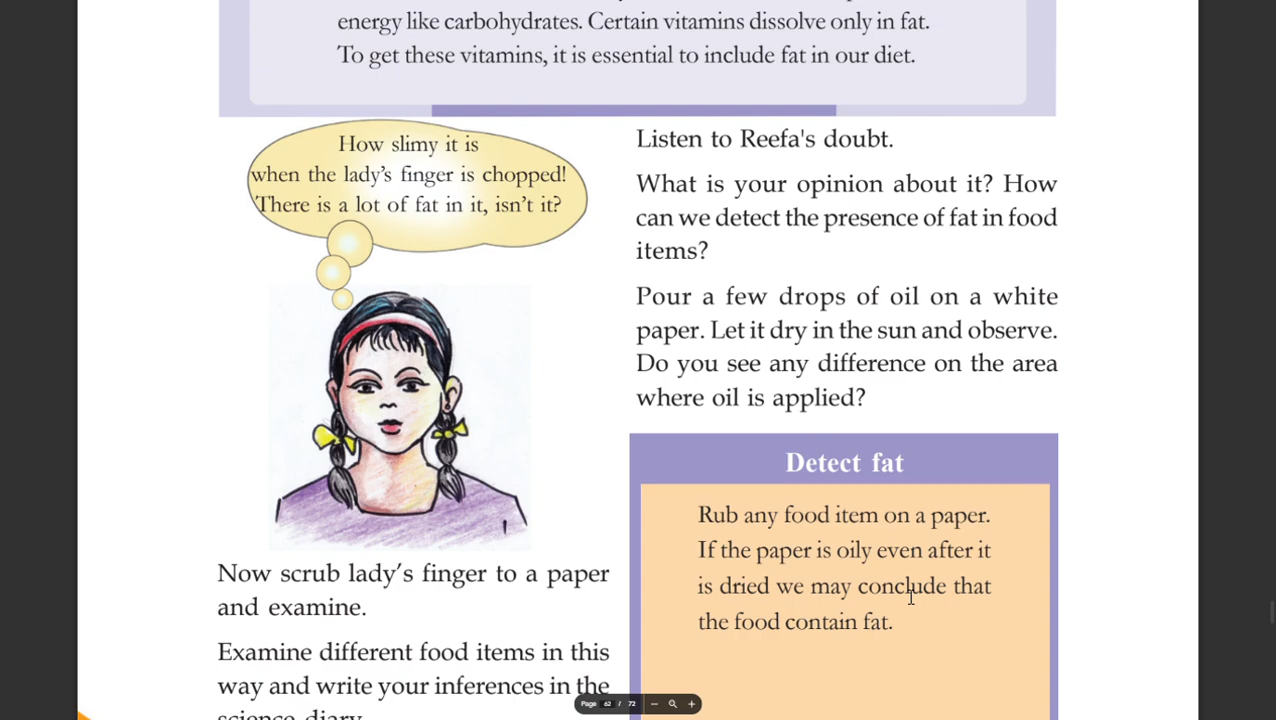 energy like carbohydrates. Certain vitamins dissolve only in fat.
To get these vitamins, it is essential to include fat in our diet.
How slimy it is
when the lady's finger is chopped!
There is a lot of fat in it, isn't it?
Now scrub lady's finger to a paper
and examine.
Examine different food items in this
way and write your inferences in the
science diary.
Listen to Reefa's doubt.
What is your opinion about it? How
can we detect the presence of fat in food
items?
Pour a few drops of oil on a white
paper. Let it dry in the sun and observe.
Do you see any difference on the area
where oil is applied?
Detect fat
Rub any food item on a paper.
If the paper is oily even after it
is dried we may conclude that
the food contain fat.
Page 62 / 72